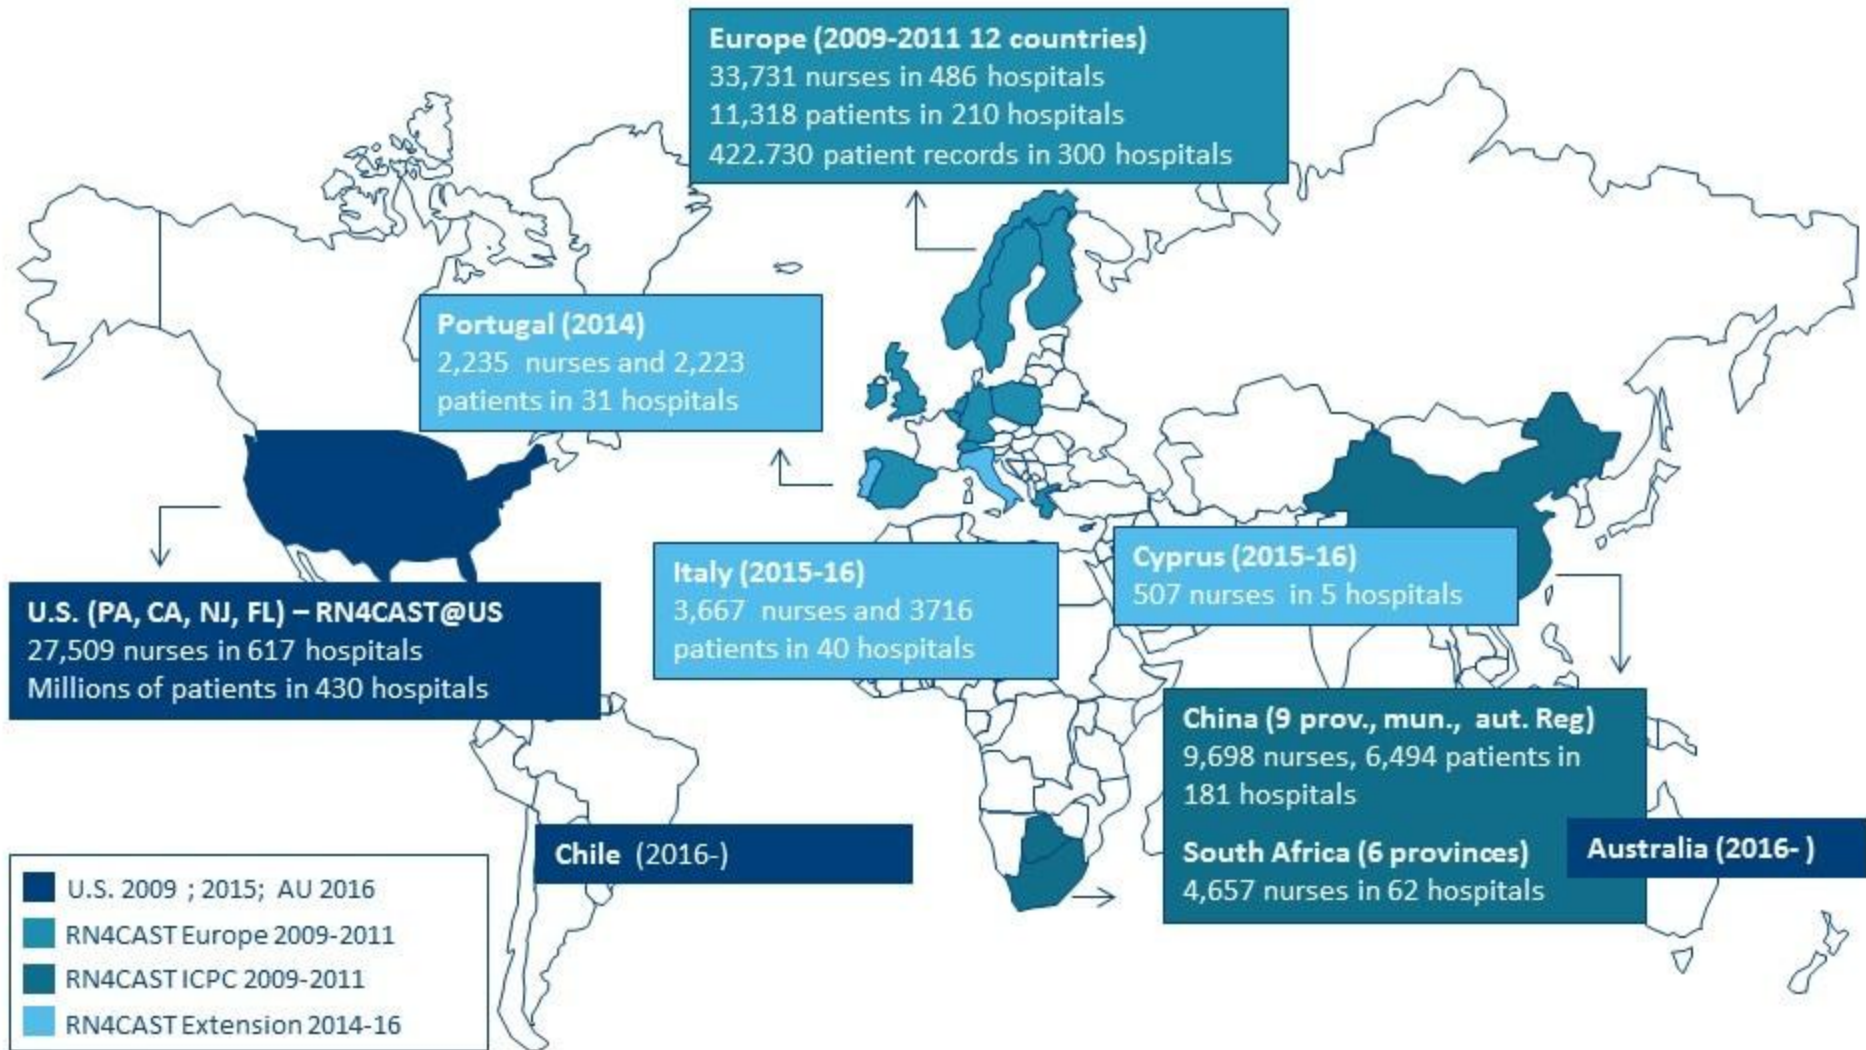 Europe (2009-2011 12 countries)
33,731 nurses in 486 hospitals
11,318 patients in 210 hospitals
422.730 patient records in 300 hospitals
Portugal (2014)
2,235 nurses and 2,223
patients in 31 hospitals
U.S. (PA, CA, NJ, FL) – RN4CAST@US
27,509 nurses in 617 hospitals
Millions of patients in 430 hospitals
Italy (2015-16)
3,667 nurses and 3716
patients in 40 hospitals
Cyprus (2015-16)
507 nurses in 5 hospitals
China (9 prov., mun., aut. Reg)
9,698 nurses, 6,494 patients in
181 hospitals
South Africa (6 provinces)
4,657 nurses in 62 hospitals
Chile (2016-)
Australia (2016- )
U.S. 2009 ; 2015; AU 2016
RN4CAST Europe 2009-2011
RN4CAST ICPC 2009-2011
RN4CAST Extension 2014-16